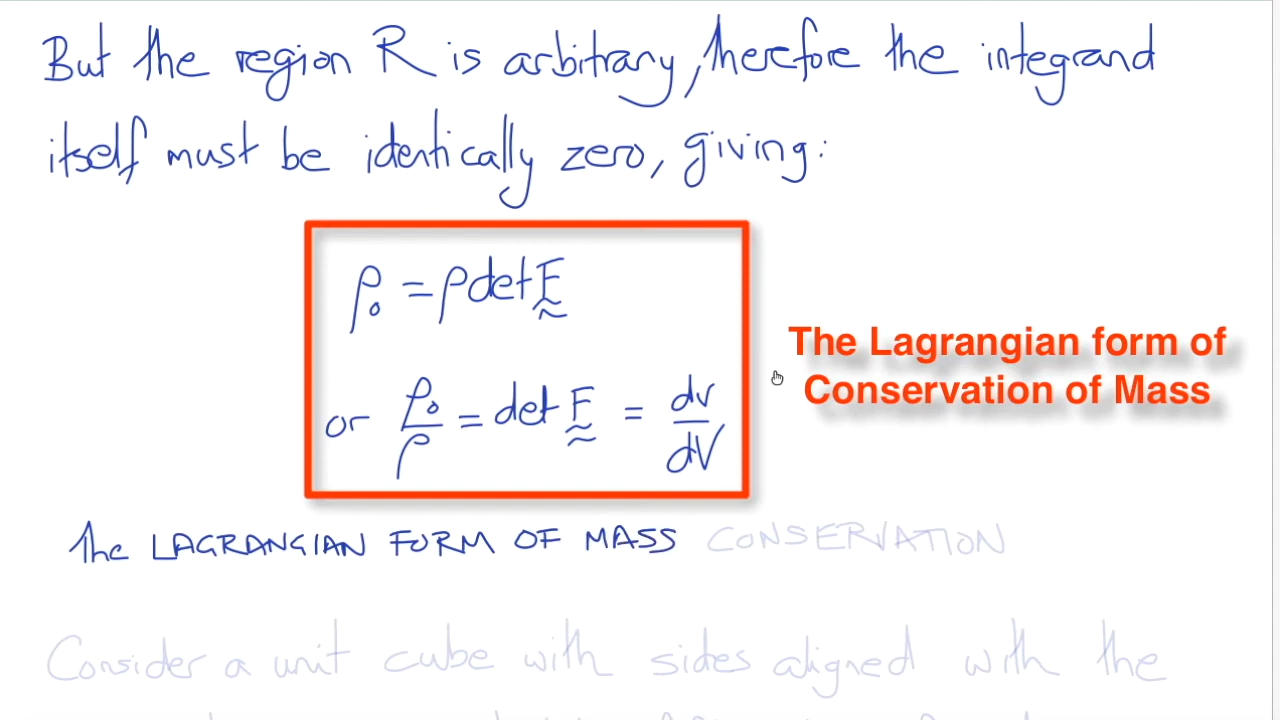 But the region R is arbitrary, therefore the integrand
itself must be identically zero, giving:
ρ₀ = ρ det F̰
or ρ₀/ρ = det F̰ = dv/dV
The Lagrangian form of
Conservation of Mass
The LAGRANGIAN FORM OF MASS CONSERVATION
Consider a unit cube with sides aligned with the